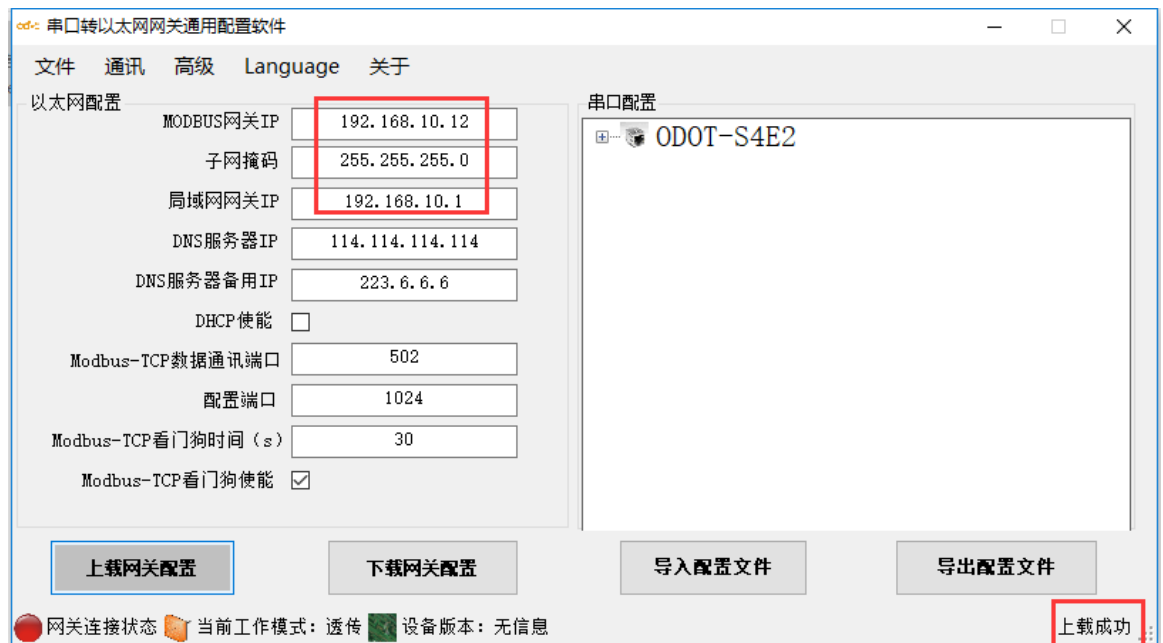 odot 串口转以太网网关通用配置软件
文件 通讯 高级 Language 关于
以太网配置
MODBUS网关IP 192.168.10.12
子网掩码 255.255.255.0
局域网网关IP 192.168.10.1
DNS服务器IP 114.114.114.114
DNS服务器备用IP 223.6.6.6
DHCP使能
Modbus-TCP数据通讯端口 502
配置端口 1024
Modbus-TCP看门狗时间（s） 30
Modbus-TCP看门狗使能
串口配置
ODOT-S4E2
上载网关配置 下载网关配置 导入配置文件 导出配置文件
网关连接状态 当前工作模式：透传 设备版本：无信息 上载成功